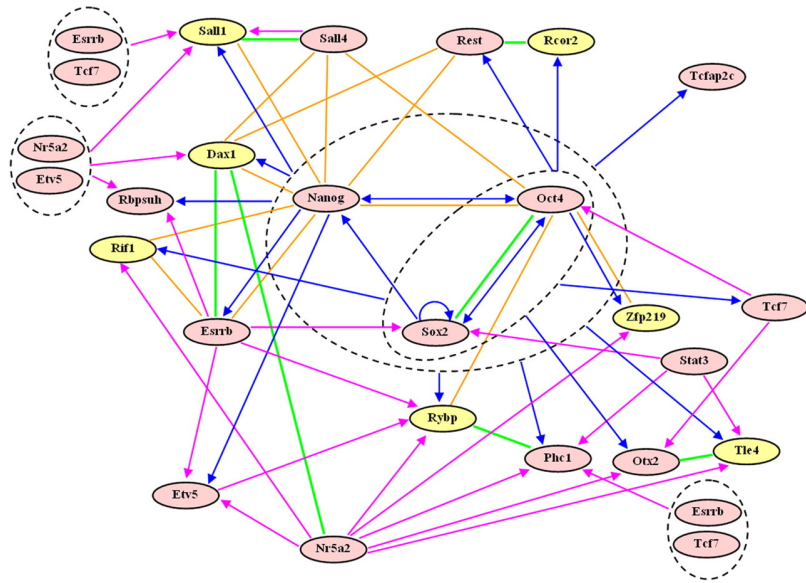 Esrrb
Sall1
Sall4
Rest
Rcor2
Tcf7
Tcfap2c
Nr5a2
Dax1
Etv5
Rbpsuh
Nanog
Oct4
Rif1
Tcf7
Esrrb
Sox2
Zfp219
Stat3
Rybp
Phc1
Otx2
Tle4
Etv5
Esrrb
Nr5a2
Tcf7